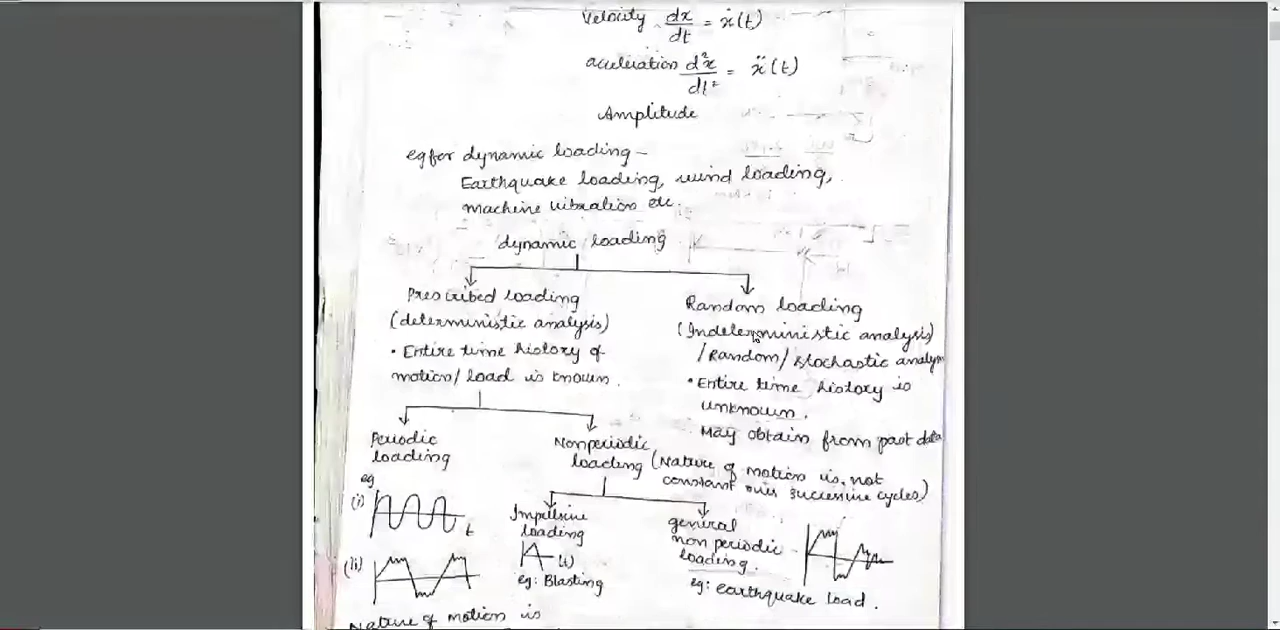 Velocity dx/dt = ẋ(t)
acceleration d²x/dt² = ẍ(t)
Amplitude
eg for dynamic loading -
Earthquake loading, wind loading,
machine vibration etc.
dynamic loading
Prescribed loading
(deterministic analysis)
• Entire time history of
motion/load is known.
Random loading
(Indeterministic analysis)
/Random/stochastic analys
• Entire time history is
unknown.
May obtain from past data
Periodic
loading
eg
(i)
t
(ii)
Nature of motion is
Nonperiodic
loading (Nature of motion is not
constant over successive cycles)
Impulsive
loading
(t)
eg: Blasting
general
non periodic
loading.
eg: earthquake load.